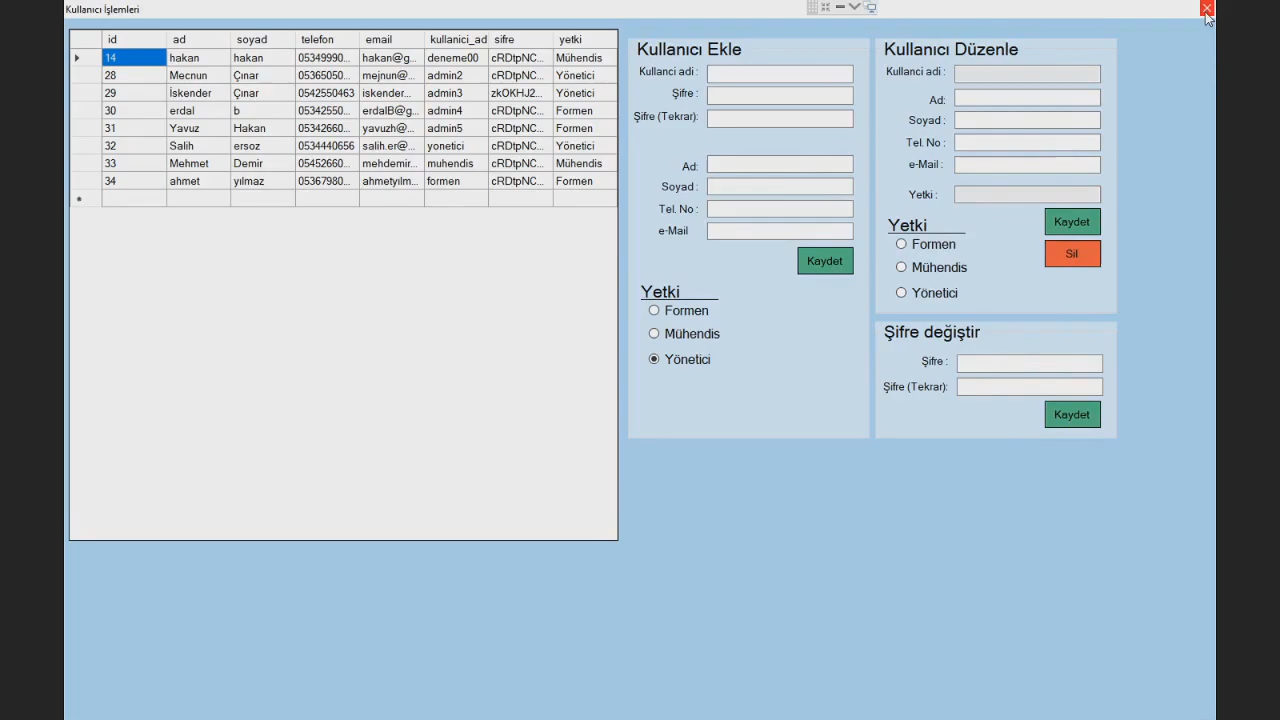 Kullanıcı İşlemleri
id ad soyad telefon email kullanici_ad sifre yetki
14 hakan hakan 05349990... hakan@g... deneme00 cRDtpNC... Mühendis
28 Mecnun Çınar 05365050... mejnun@... admin2 cRDtpNC... Yönetici
29 İskender Çınar 0542550463 iskender... admin3 zkOKHJ2... Yönetici
30 erdal b 05342550... erdalB@g... admin4 cRDtpNC... Formen
31 Yavuz Hakan 05342660... yavuzh@... admin5 cRDtpNC... Formen
32 Salih ersoz 0534440656 salih.er@... yonetici cRDtpNC... Yönetici
33 Mehmet Demir 05452660... mehdemir... muhendis cRDtpNC... Mühendis
34 ahmet yılmaz 05367980... ahmetyılm... formen cRDtpNC... Formen
Kullanıcı Ekle
Kullanci adi :
Şifre :
Şifre (Tekrar):
Ad:
Soyad :
Tel. No :
e-Mail
Kaydet
Yetki
Formen
Mühendis
Yönetici
Kullanıcı Düzenle
Kullanci adi :
Ad:
Soyad :
Tel. No :
e-Mail :
Yetki :
Yetki
Kaydet
Formen
Sil
Mühendis
Yönetici
Şifre değiştir
Şifre :
Şifre (Tekrar):
Kaydet